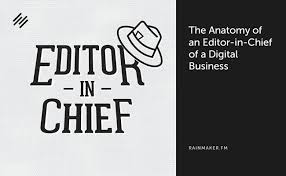 EDITOR
- IN -
CHIEF
The Anatomy of
an Editor-in-Chief
of a Digital
Business
RAINMAKER.FM